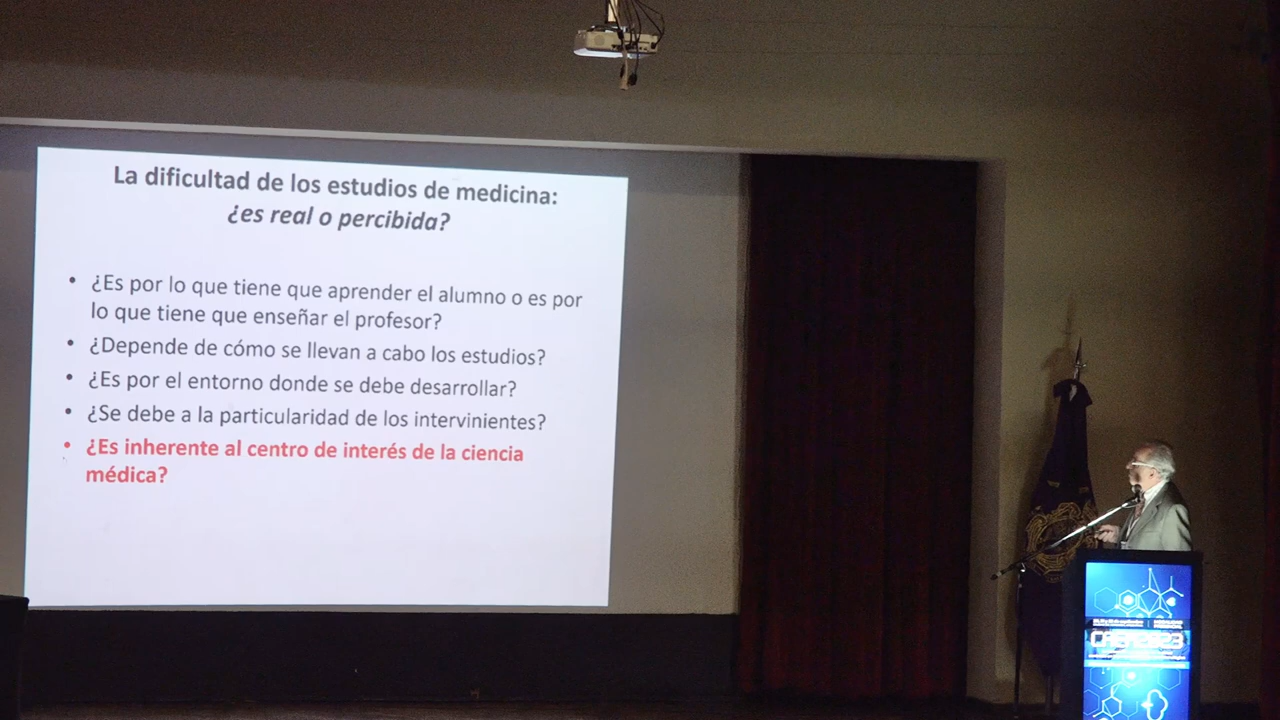 La dificultad de los estudios de medicina:
¿es real o percibida?
• ¿Es por lo que tiene que aprender el alumno o es por
lo que tiene que enseñar el profesor?
• ¿Depende de cómo se llevan a cabo los estudios?
• ¿Es por el entorno donde se debe desarrollar?
• ¿Se debe a la particularidad de los intervinientes?
• ¿Es inherente al centro de interés de la ciencia
médica?